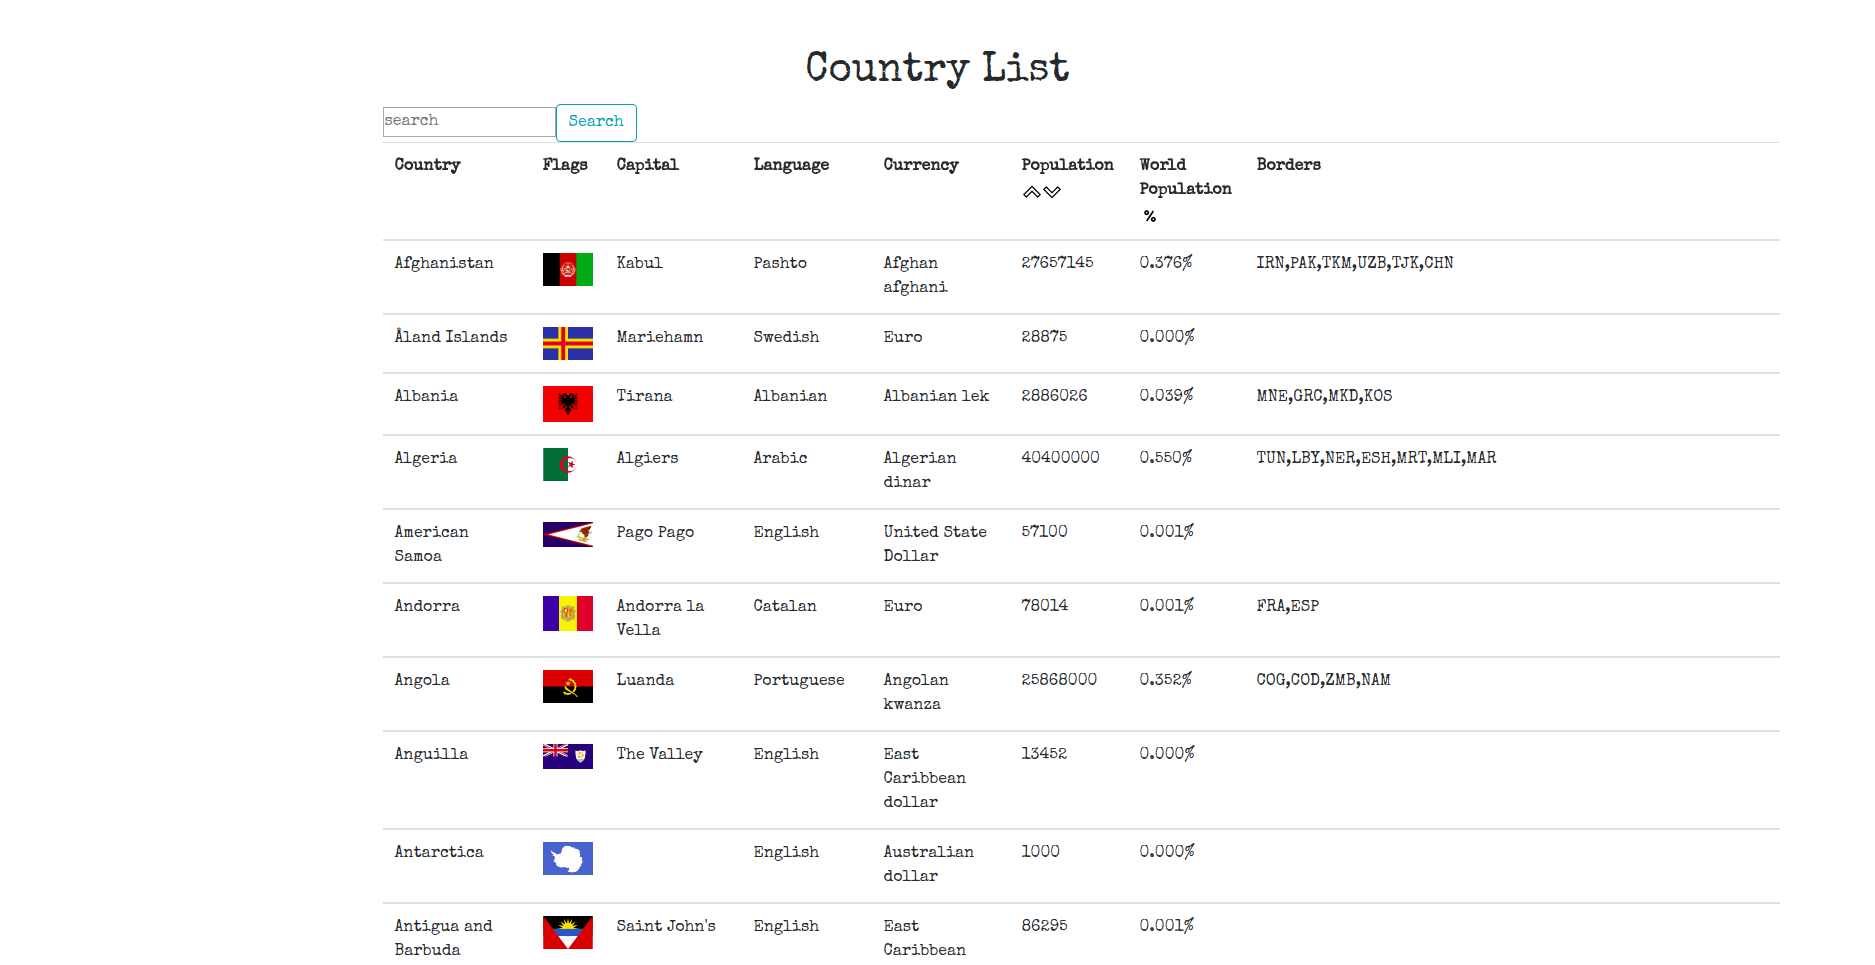 Country List
search Search
Country Flags Capital Language Currency Population World Population % Borders
Afghanistan Kabul Pashto Afghan afghani 27657145 0.376% IRN,PAK,TKM,UZB,TJK,CHN
Åland Islands Mariehamn Swedish Euro 28875 0.000%
Albania Tirana Albanian Albanian lek 2886026 0.039% MNE,GRC,MKD,KOS
Algeria Algiers Arabic Algerian dinar 40400000 0.550% TUN,LBY,NER,ESH,MRT,MLI,MAR
American Samoa Pago Pago English United State Dollar 57100 0.001%
Andorra Andorra la Vella Catalan Euro 78014 0.001% FRA,ESP
Angola Luanda Portuguese Angolan kwanza 25868000 0.352% COG,COD,ZMB,NAM
Anguilla The Valley English East Caribbean dollar 13452 0.000%
Antarctica English Australian dollar 1000 0.000%
Antigua and Barbuda Saint John's English East Caribbean 86295 0.001%